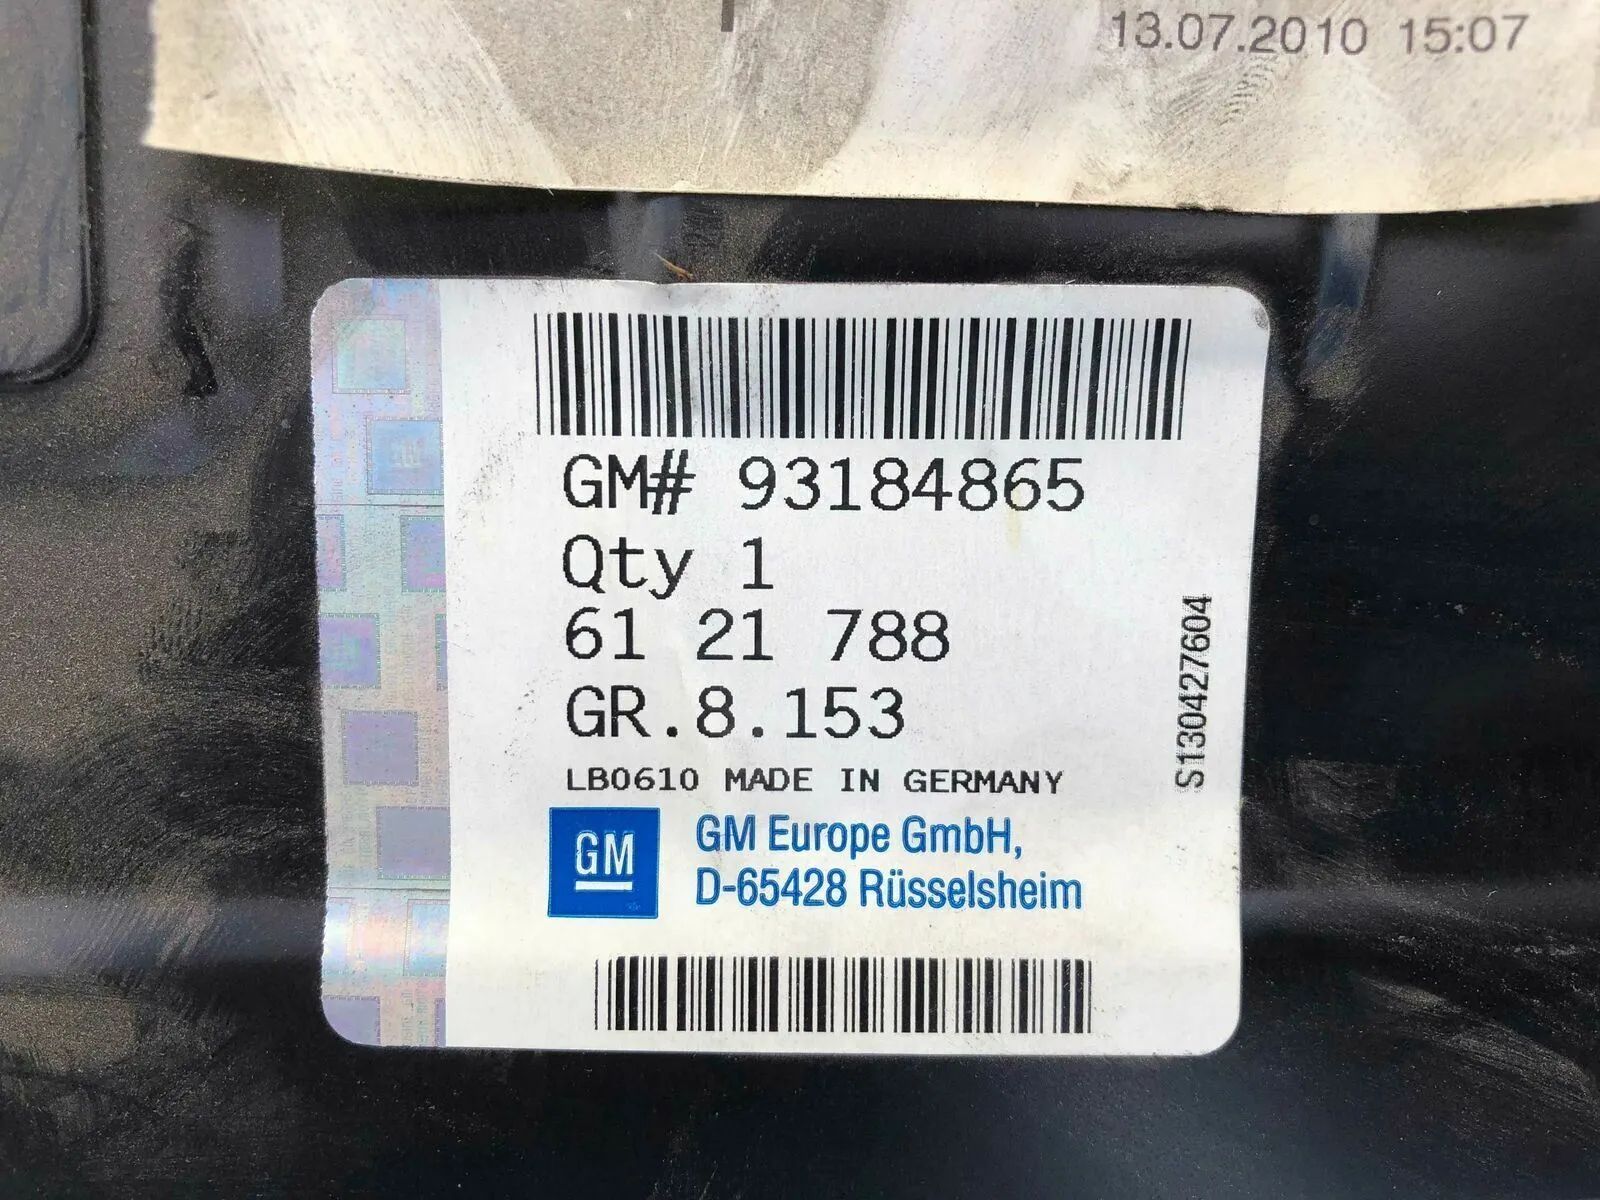 13.07.2010 15:07
GM# 93184865
Qty 1
61 21 788
GR.8.153
LB0610 MADE IN GERMANY
S130427604
GM
GM Europe GmbH,
D-65428 Rüsselsheim